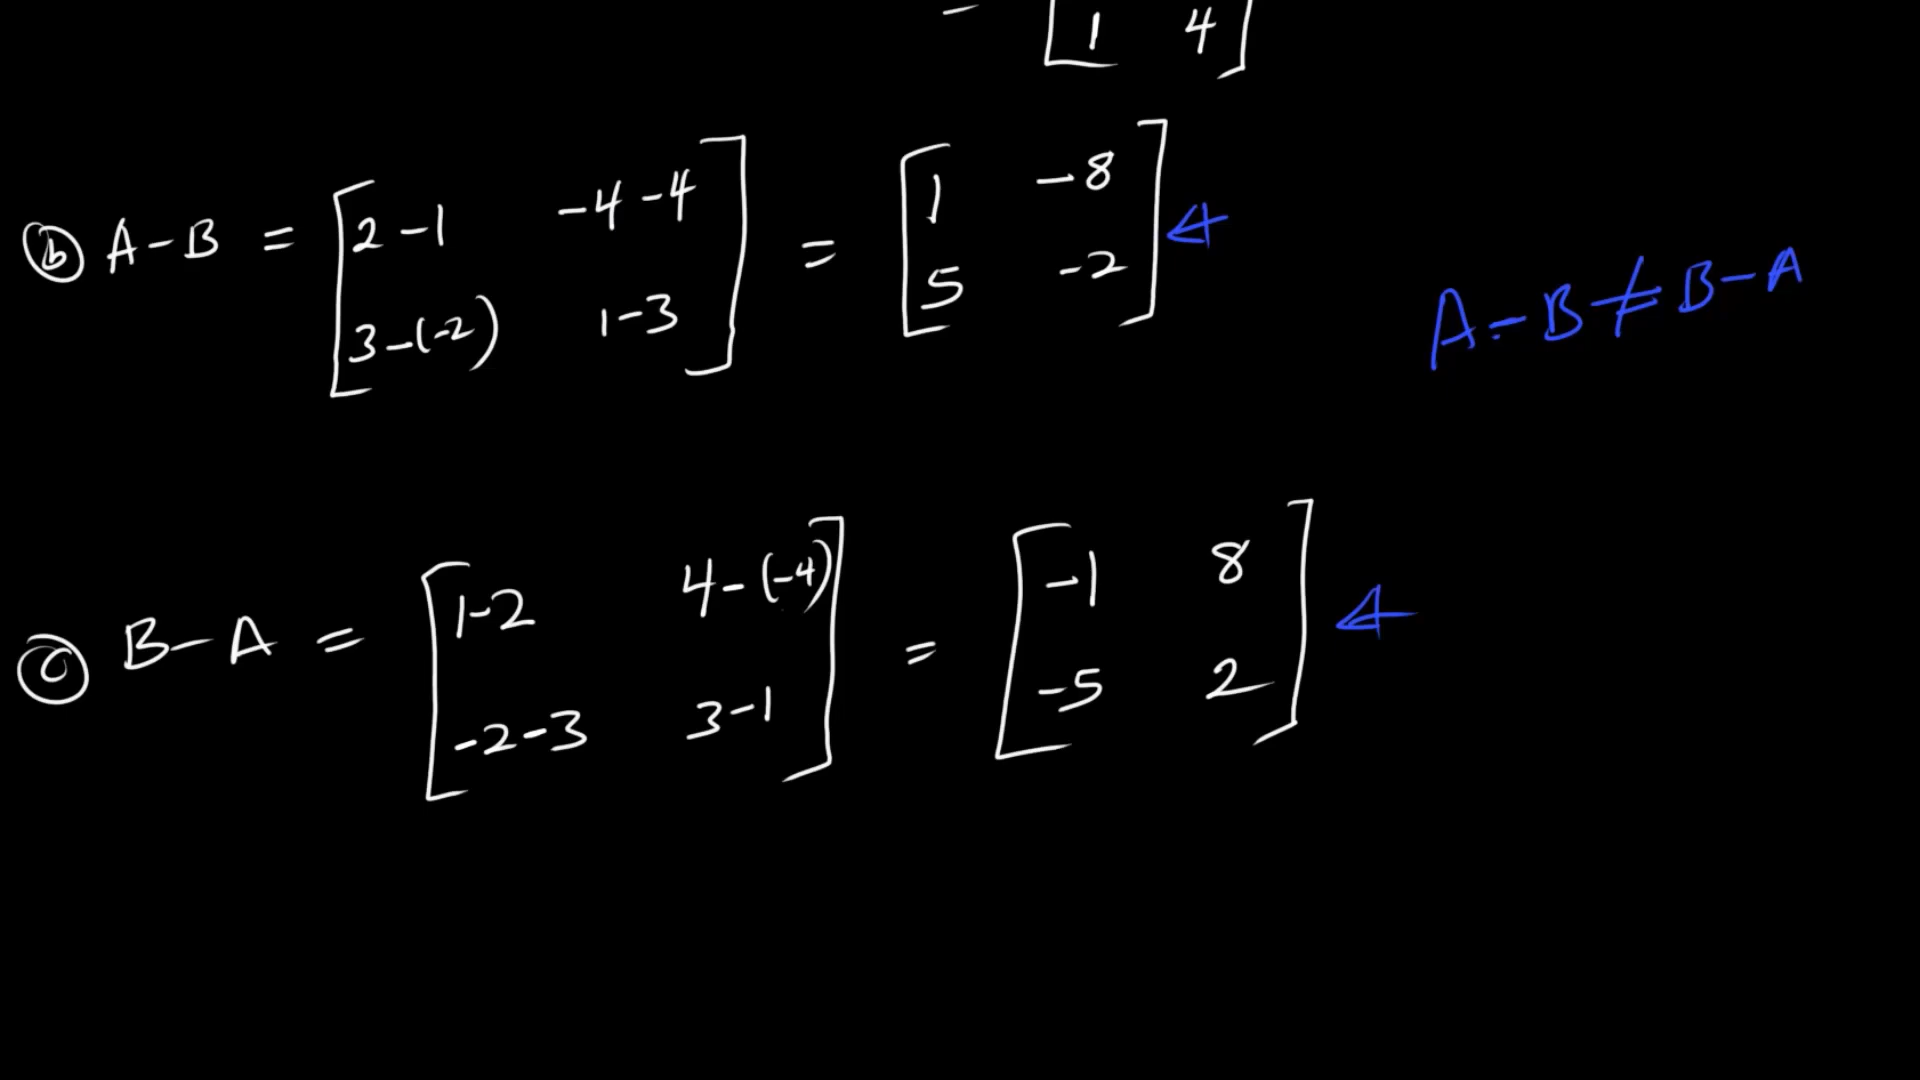 = [1 4]
(b) A-B = [2-1 -4-4 = [1 -8
3-(-2) 1-3] 5 -2]
A-B ≠ B-A
(c) B-A = [1-2 4-(-4) = [-1 8
-2-3 3-1] -5 2]